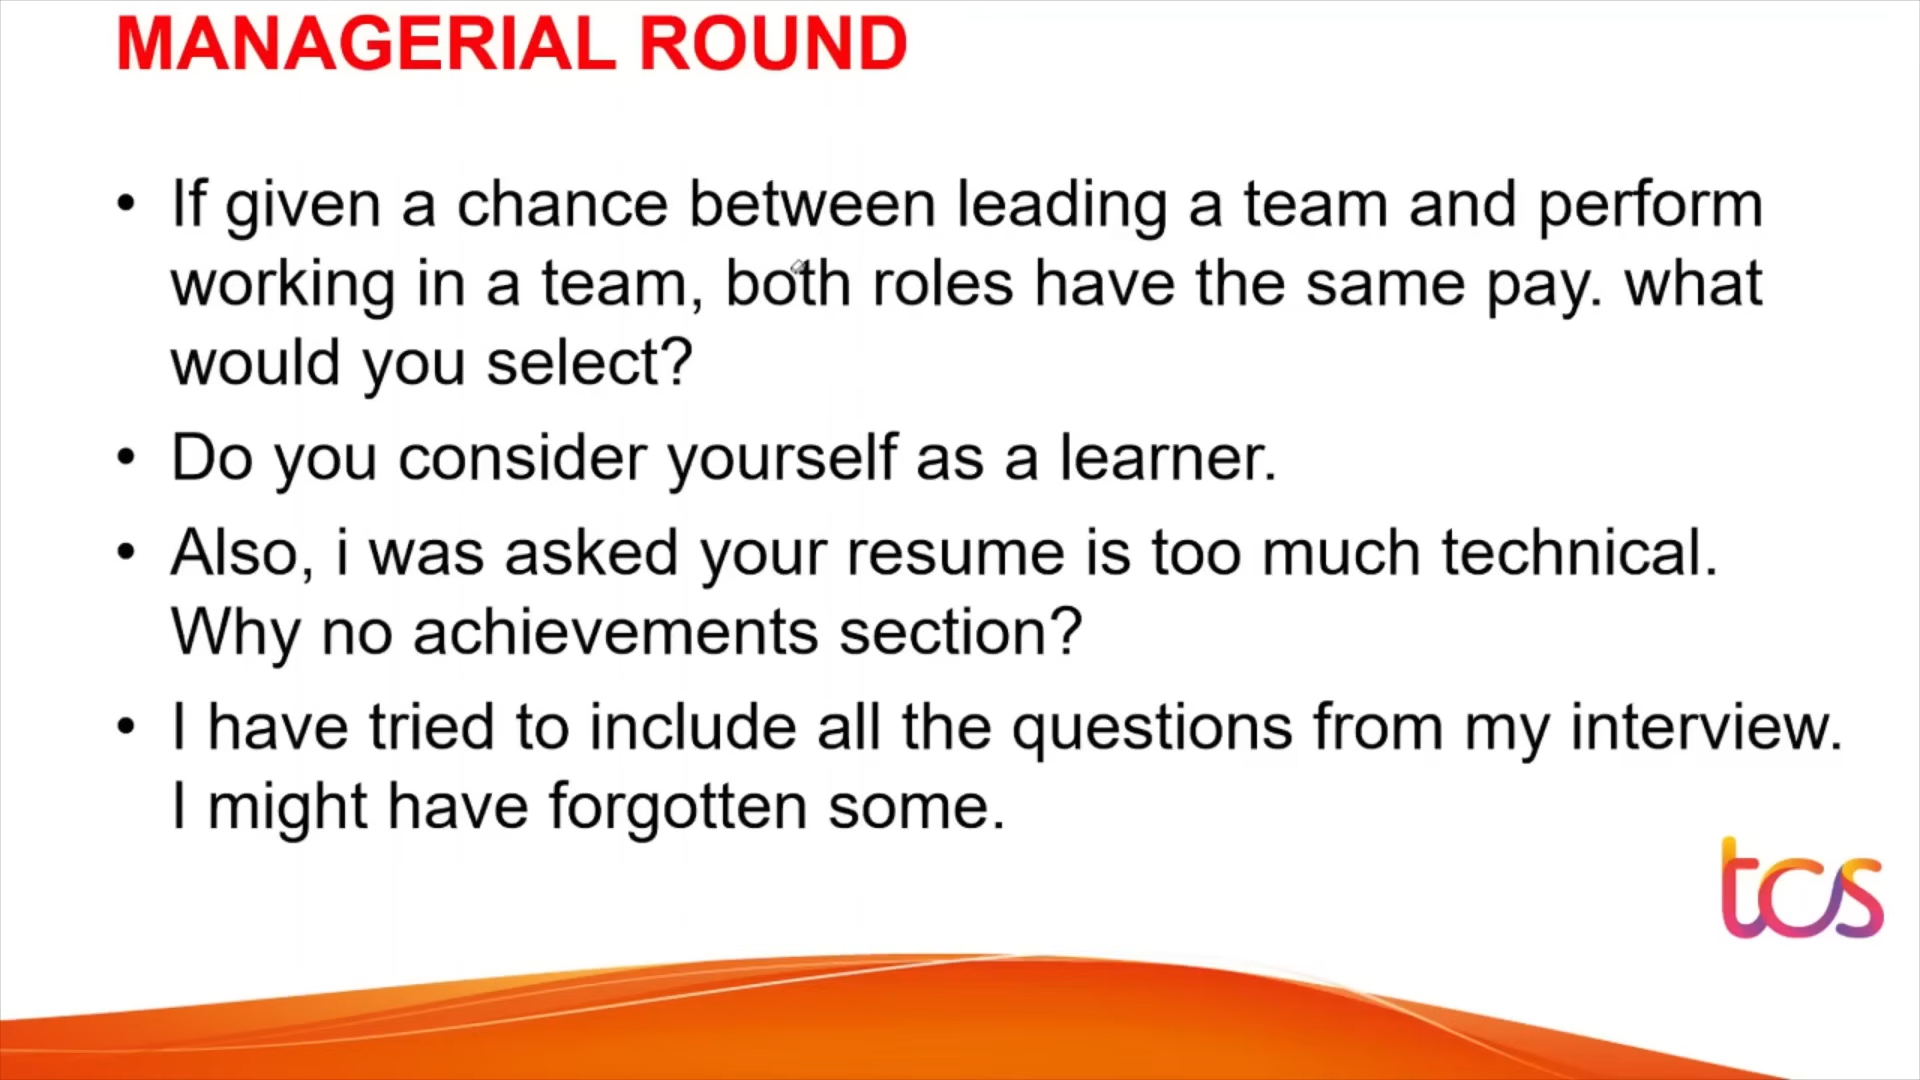 MANAGERIAL ROUND
• If given a chance between leading a team and perform
working in a team, both roles have the same pay. what
would you select?
• Do you consider yourself as a learner.
• Also, i was asked your resume is too much technical.
Why no achievements section?
• I have tried to include all the questions from my interview.
I might have forgotten some.
tcs